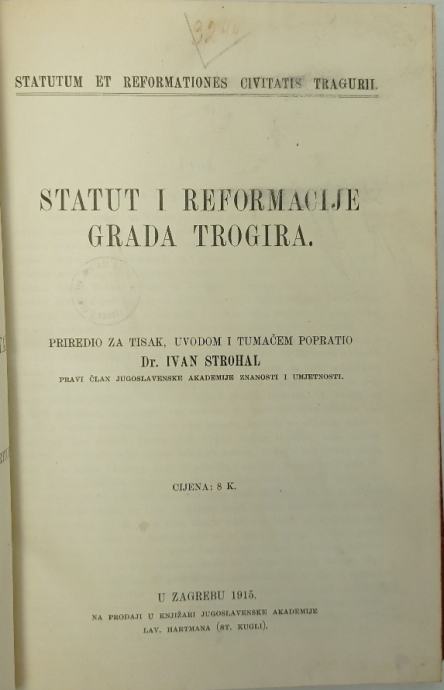 STATUTUM ET REFORMATIONES CIVITATIS TRAGURII.
STATUT I REFORMACIJE
GRADA TROGIRA.
PRIREDIO ZA TISAK, UVODOM I TUMAČEM POPRATIO
Dr. IVAN STROHAL
PRAVI ČLAN JUGOSLAVENSKE AKADEMIJE ZNANOSTI I UMJETNOSTI.
CIJENA: 8 K.
U ZAGREBU 1915.
NA PRODAJI U KNJIŽARI JUGOSLAVENSKE AKADEMIJE
LAV. HARTMANA (ST. KUGLI).